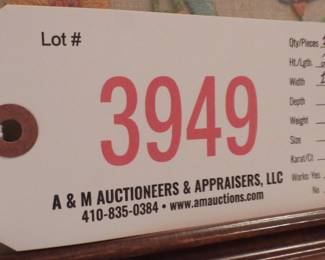 Lot #
3949
A & M AUCTIONEERS & APPRAISERS, LLC
410-835-0384 • www.amauctions.com
Qty/Pieces
Ht./Lgth
Width
Depth
Weight
Size
Karat/Ct
Works: Yes
No